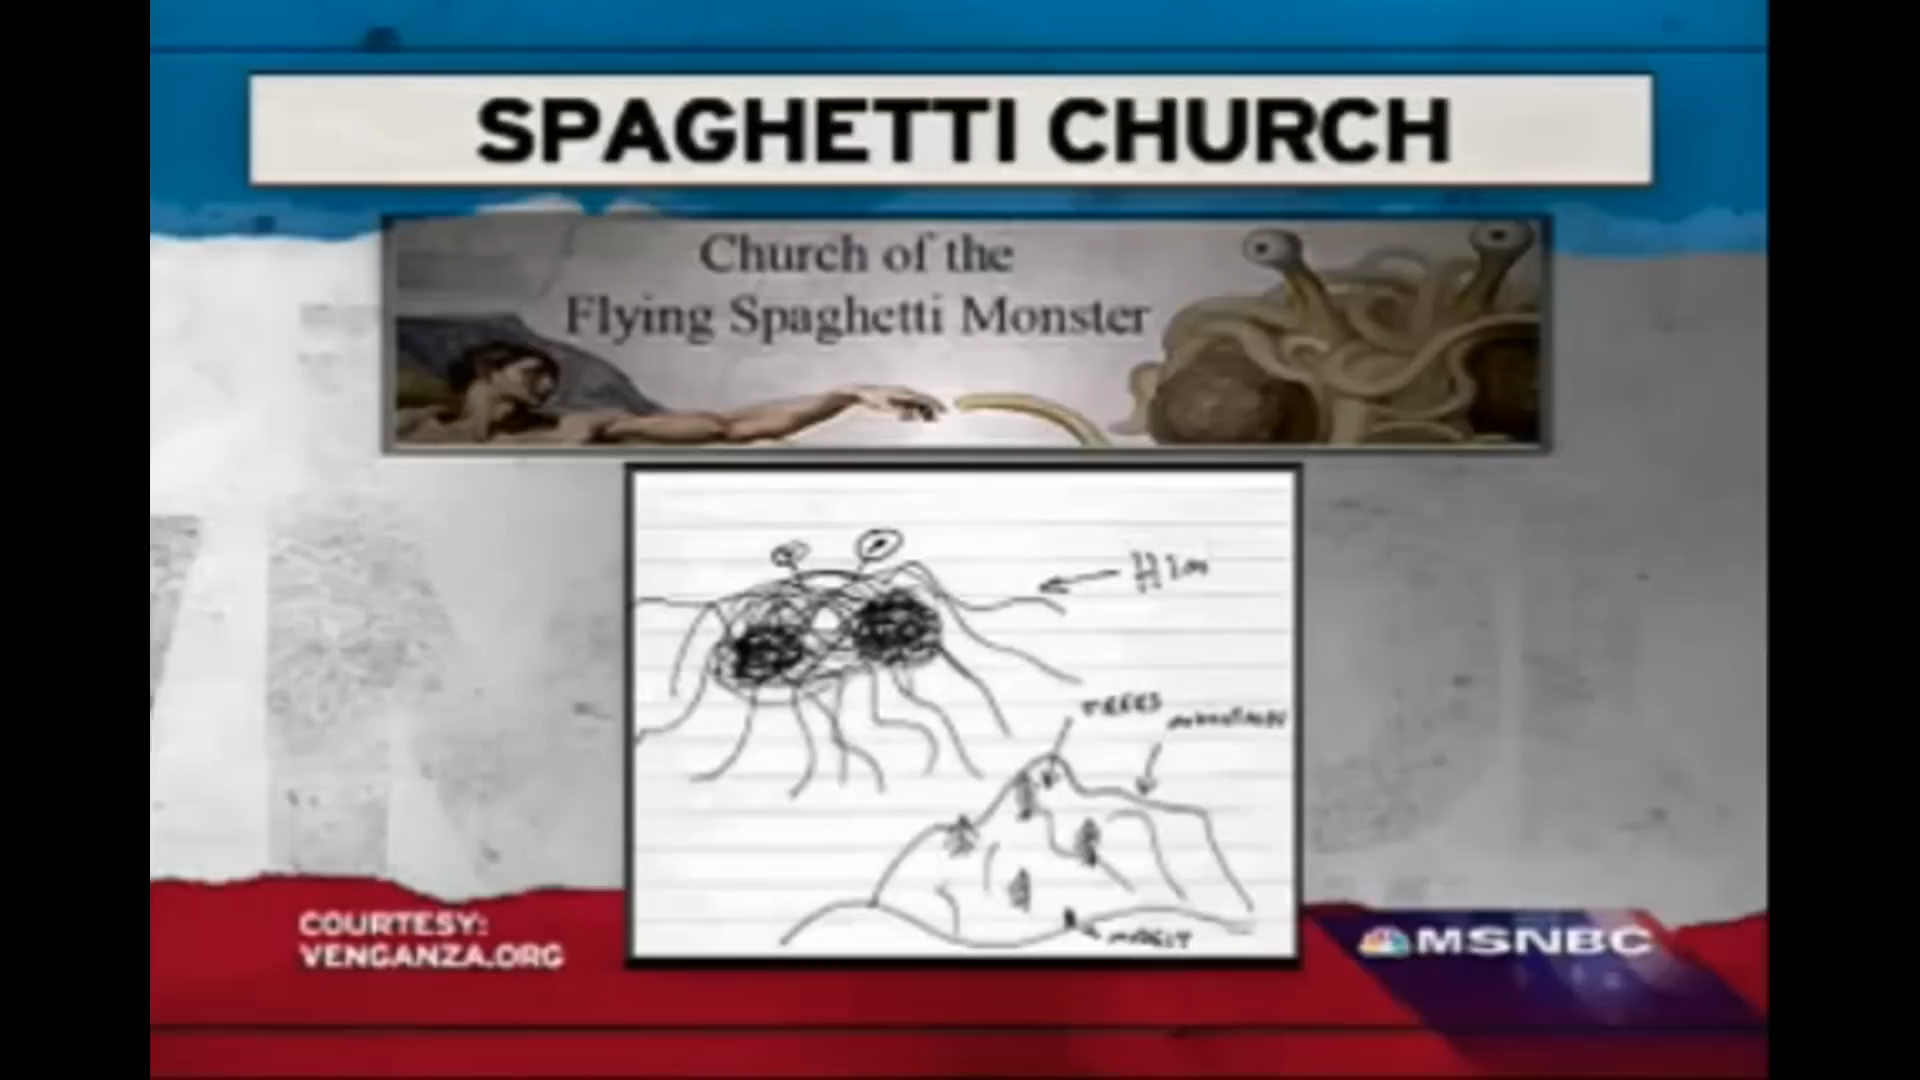 SPAGHETTI CHURCH
Church of the
Flying Spaghetti Monster
Him
TREES
MOUNTAIN
MIDGIT
COURTESY:
VENGANZA.ORG
MSNBC